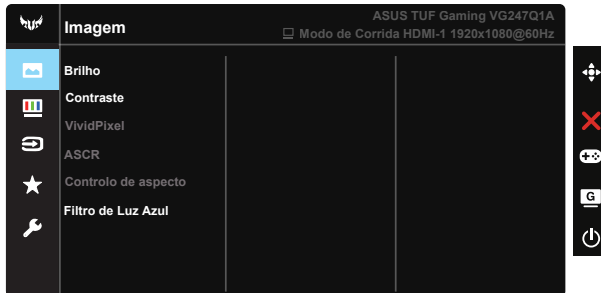 ASUS TUF Gaming VG247Q1A
Imagem
Modo de Corrida HDMI-1 1920x1080@60Hz
Brilho
Contraste
VividPixel
ASCR
Controlo de aspecto
Filtro de Luz Azul
G